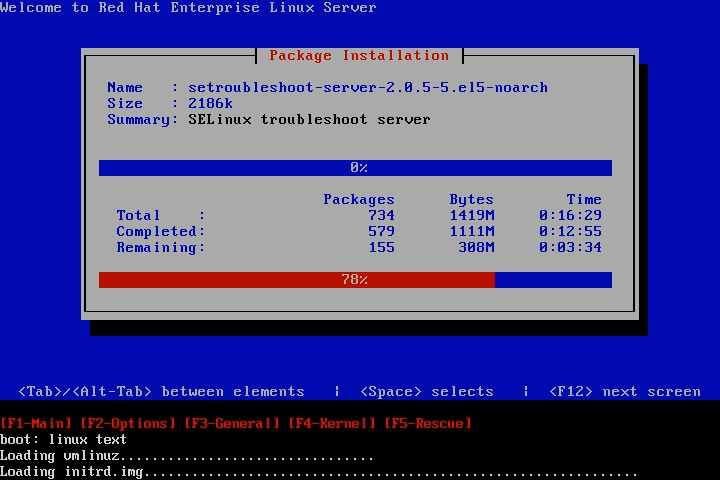 Welcome to Red Hat Enterprise Linux Server
Package Installation
Name   : setroubleshoot-server-2.0.5-5.el5-noarch
Size   : 2186k
Summary: SELinux troubleshoot server
0%
Packages Bytes Time
Total    : 734 1419M 0:16:29
Completed: 579 1111M 0:12:55
Remaining: 155 308M 0:03:34
78%
<Tab>/<Alt-Tab> between elements   |  <Space> selects   |  <F12> next screen
[F1-Main] [F2-Options] [F3-General] [F4-Kernel] [F5-Rescue]
boot: linux text
Loading vmlinuz............................
Loading initrd.img.......................................................